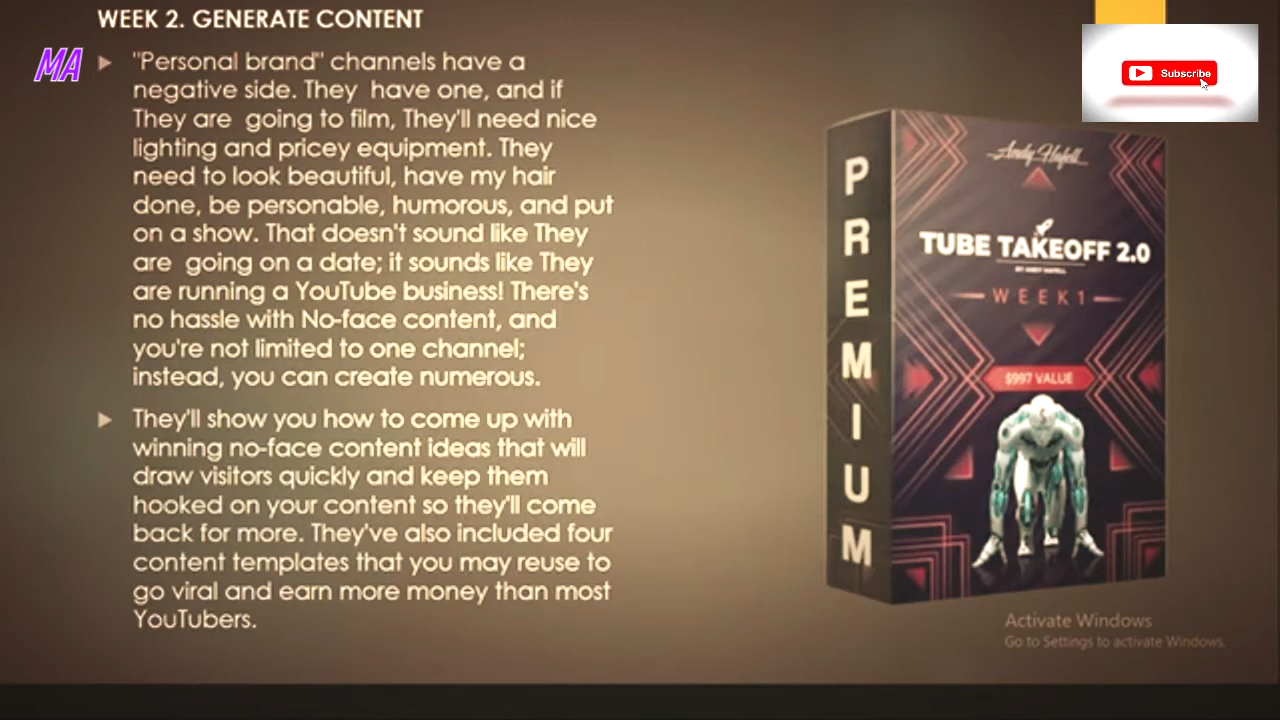 WEEK 2. GENERATE CONTENT
MA
"Personal brand" channels have a
negative side. They have one, and if
They are going to film, They'll need nice
lighting and pricey equipment. They
need to look beautiful, have my hair
done, be personable, humorous, and put
on a show. That doesn't sound like They
are going on a date; it sounds like They
are running a YouTube business! There's
no hassle with No-face content, and
you're not limited to one channel;
instead, you can create numerous.
They'll show you how to come up with
winning no-face content ideas that will
draw visitors quickly and keep them
hooked on your content so they'll come
back for more. They've also included four
content templates that you may reuse to
go viral and earn more money than most
YouTubers.
Subscribe
PREMIUM
TUBE TAKEOFF 2.0
WEEK 1
$997 VALUE
Activate Windows
Go to Settings to activate Windows.